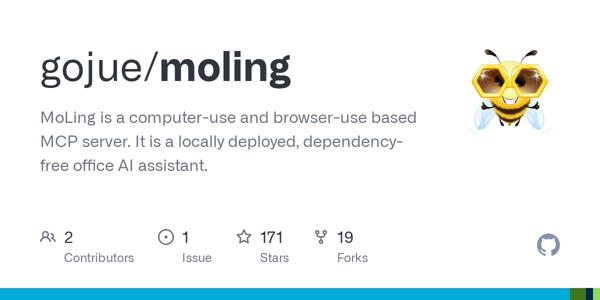 gojue/moling
MoLing is a computer-use and browser-use based
MCP server. It is a locally deployed, dependency-
free office AI assistant.
2 1 171 19
Contributors Issue Stars Forks